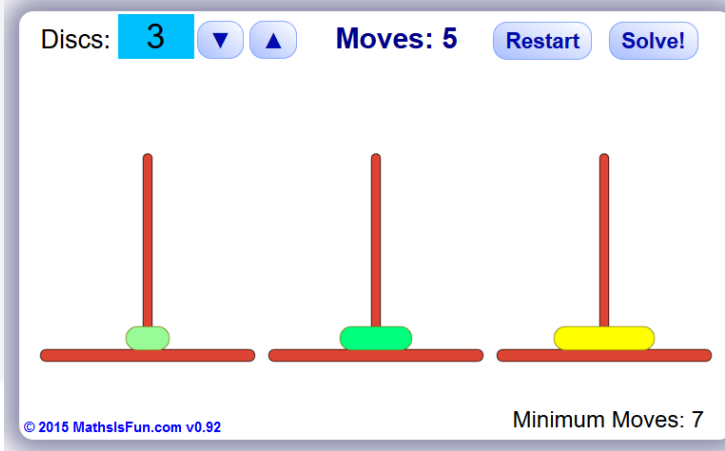 Discs: 3 ▼ ▲ Moves: 5 Restart Solve!
© 2015 MathsIsFun.com v0.92
Minimum Moves: 7